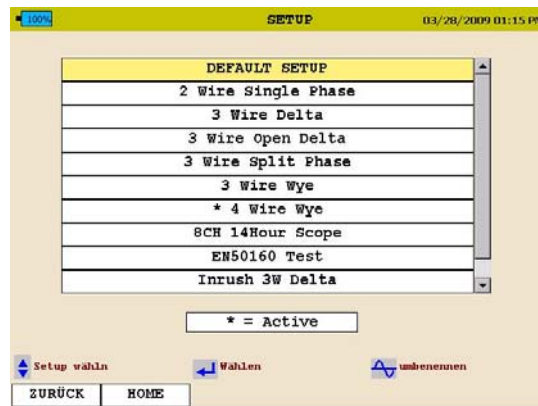 100% SETUP 03/28/2009 01:15 PM
DEFAULT SETUP
2 Wire Single Phase
3 Wire Delta
3 Wire Open Delta
3 Wire Split Phase
3 Wire Wye
* 4 Wire Wye
8CH 14Hour Scope
EN50160 Test
Inrush 3W Delta
* = Active
Setup wähln Wählen umbenennen
ZURÜCK HOME